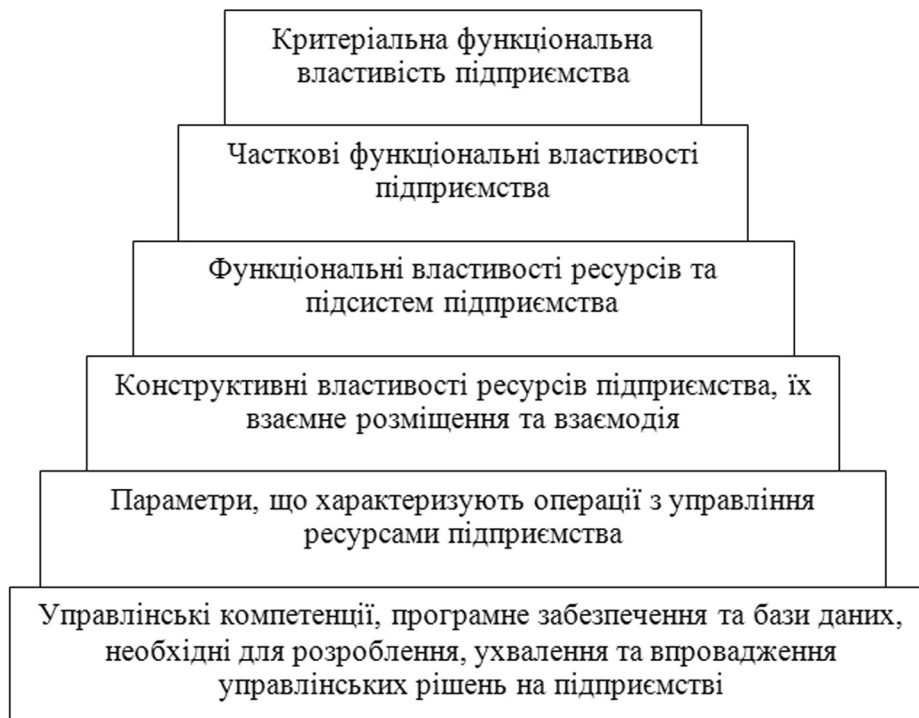 Критеріальна функціональна
властивість підприємства
Часткові функціональні властивості
підприємства
Функціональні властивості ресурсів та
підсистем підприємства
Конструктивні властивості ресурсів підприємства, їх
взаємне розміщення та взаємодія
Параметри, що характеризують операції з управління
ресурсами підприємства
Управлінські компетенції, програмне забезпечення та бази даних,
необхідні для розроблення, ухвалення та впровадження
управлінських рішень на підприємстві